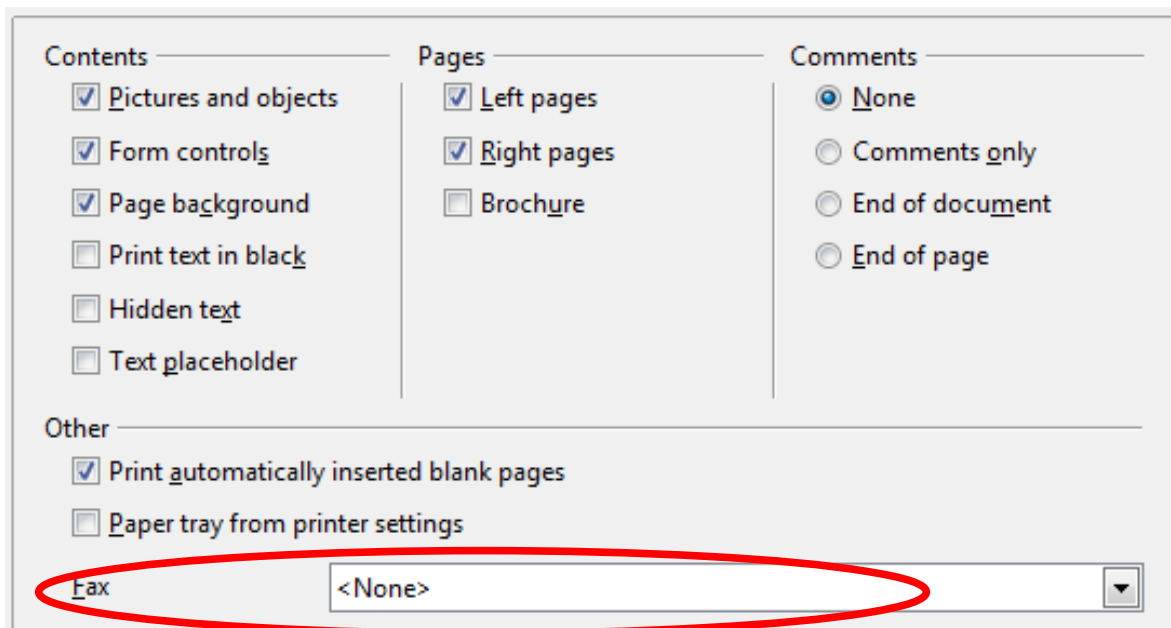 Contents
Pictures and objects
Form controls
Page background
Print text in black
Hidden text
Text placeholder
Pages
Left pages
Right pages
Brochure
Comments
None
Comments only
End of document
End of page
Other
Print automatically inserted blank pages
Paper tray from printer settings
Fax <None>